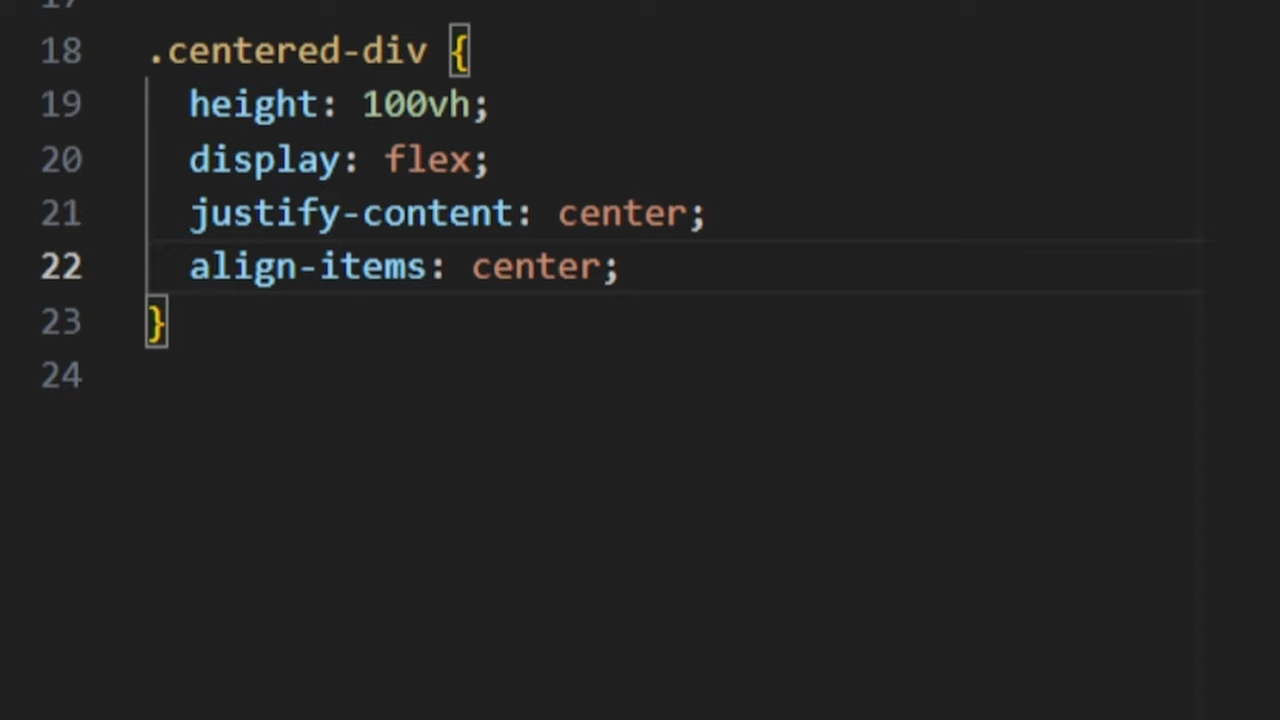 17
18 .centered-div {
19 height: 100vh;
20 display: flex;
21 justify-content: center;
22 align-items: center;
23 }
24